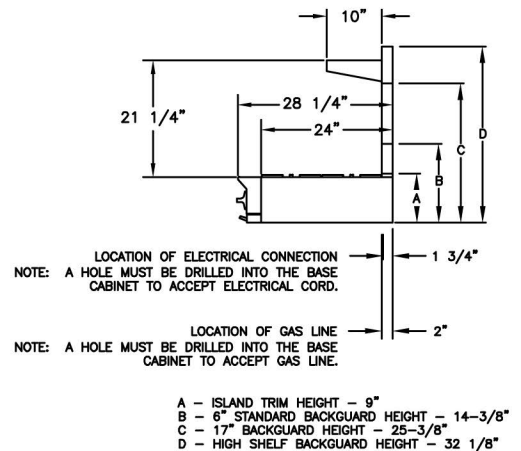 10"
21 1/4"
28 1/4"
24"
D
C
B
A
LOCATION OF ELECTRICAL CONNECTION
1 3/4"
NOTE: A HOLE MUST BE DRILLED INTO THE BASE
CABINET TO ACCEPT ELECTRICAL CORD.
LOCATION OF GAS LINE
2"
NOTE: A HOLE MUST BE DRILLED INTO THE BASE
CABINET TO ACCEPT GAS LINE.
A – ISLAND TRIM HEIGHT – 9"
B – 6" STANDARD BACKGUARD HEIGHT – 14-3/8"
C – 17" BACKGUARD HEIGHT – 25-3/8"
D – HIGH SHELF BACKGUARD HEIGHT – 32 1/8"